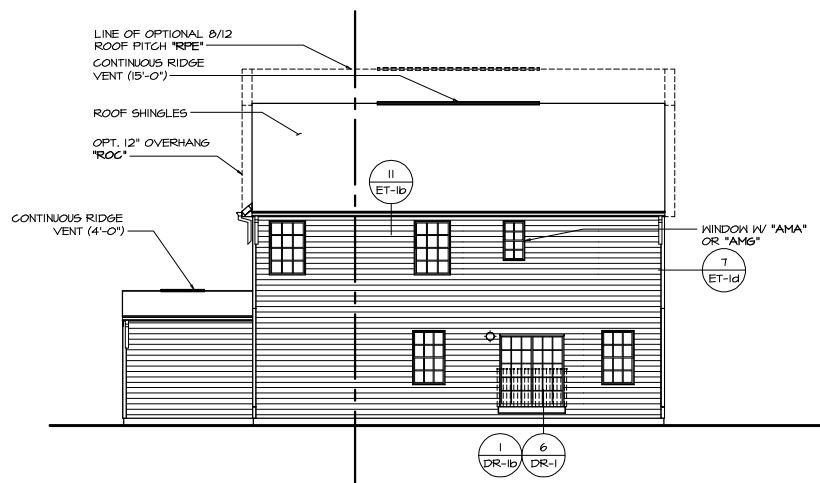 LINE OF OPTIONAL 8/12
ROOF PITCH "RPE"
CONTINUOUS RIDGE
VENT (15'-0")
ROOF SHINGLES
OPT. 12" OVERHANG
"ROC"
11
ET-1b
CONTINUOUS RIDGE
VENT (4'-0")
WINDOW W/ "AMA"
OR "AMG"
7
ET-1d
1
DR-1b
6
DR-1